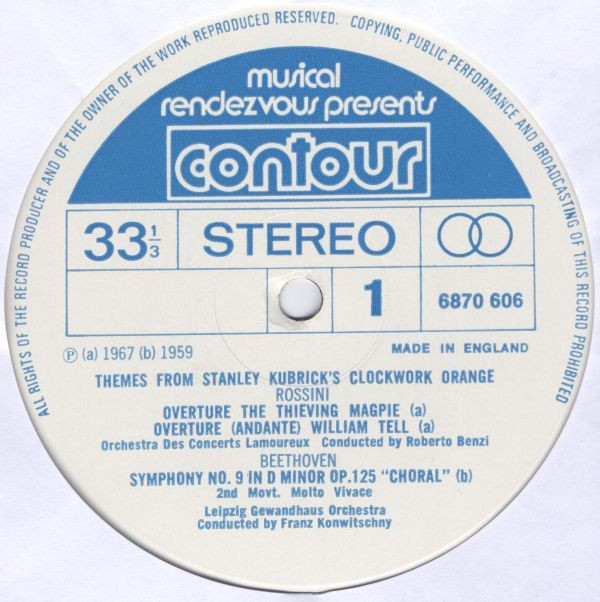 ALL RIGHTS OF THE RECORD PRODUCER AND OF THE OWNER OF THE WORK REPRODUCED RESERVED. COPYING, PUBLIC PERFORMANCE AND BROADCASTING OF THIS RECORD PROHIBITED
musical
rendezvous presents
contour
33 1/3 STEREO
1 6870 606
Ⓟ (a) 1967 (b) 1959 MADE IN ENGLAND
THEMES FROM STANLEY KUBRICK'S CLOCKWORK ORANGE
ROSSINI
OVERTURE THE THIEVING MAGPIE (a)
OVERTURE (ANDANTE) WILLIAM TELL (a)
Orchestra Des Concerts Lamoureux Conducted by Roberto Benzi
BEETHOVEN
SYMPHONY NO. 9 IN D MINOR OP.125 "CHORAL" (b)
2nd Movt. Molto Vivace
Leipzig Gewandhaus Orchestra
Conducted by Franz Konwitschny